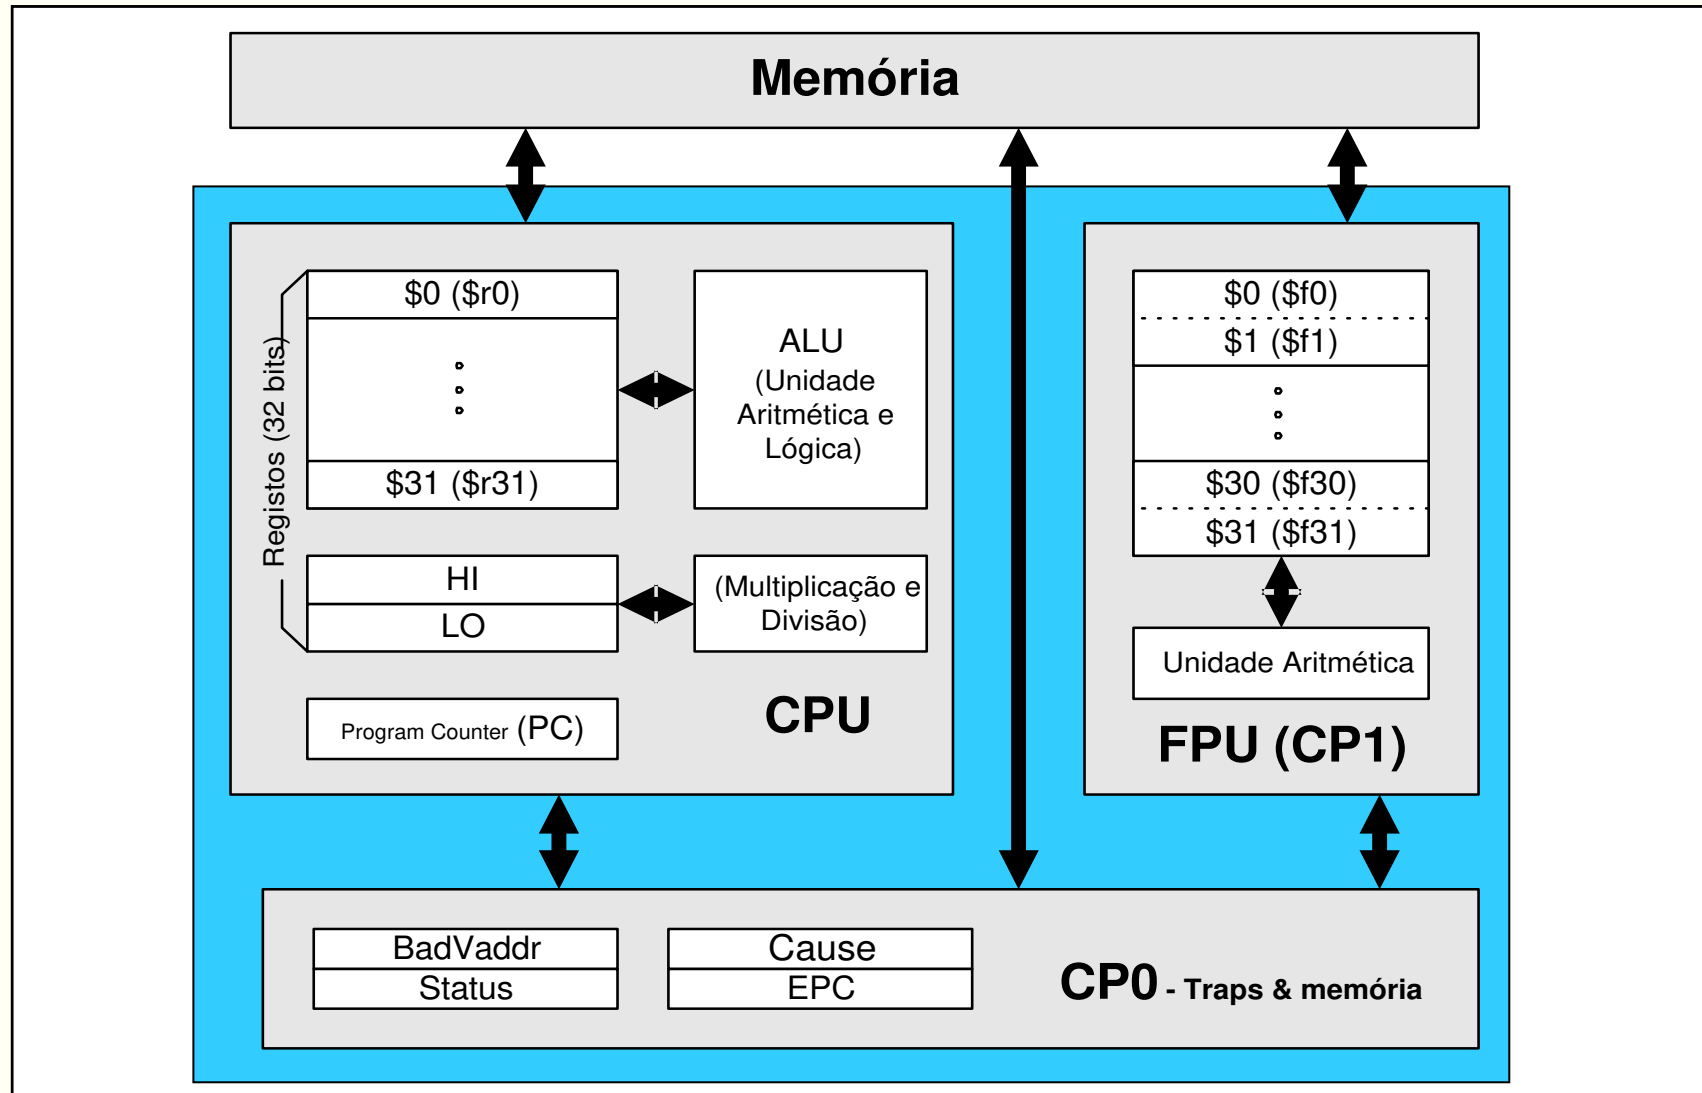 Memória
Registos (32 bits)
$0 ($r0)
$31 ($r31)
ALU
(Unidade
Aritmética e
Lógica)
HI
LO
(Multiplicação e
Divisão)
Program Counter (PC)
CPU
$0 ($f0)
$1 ($f1)
$30 ($f30)
$31 ($f31)
Unidade Aritmética
FPU (CP1)
BadVaddr
Status
Cause
EPC
CP0 - Traps & memória